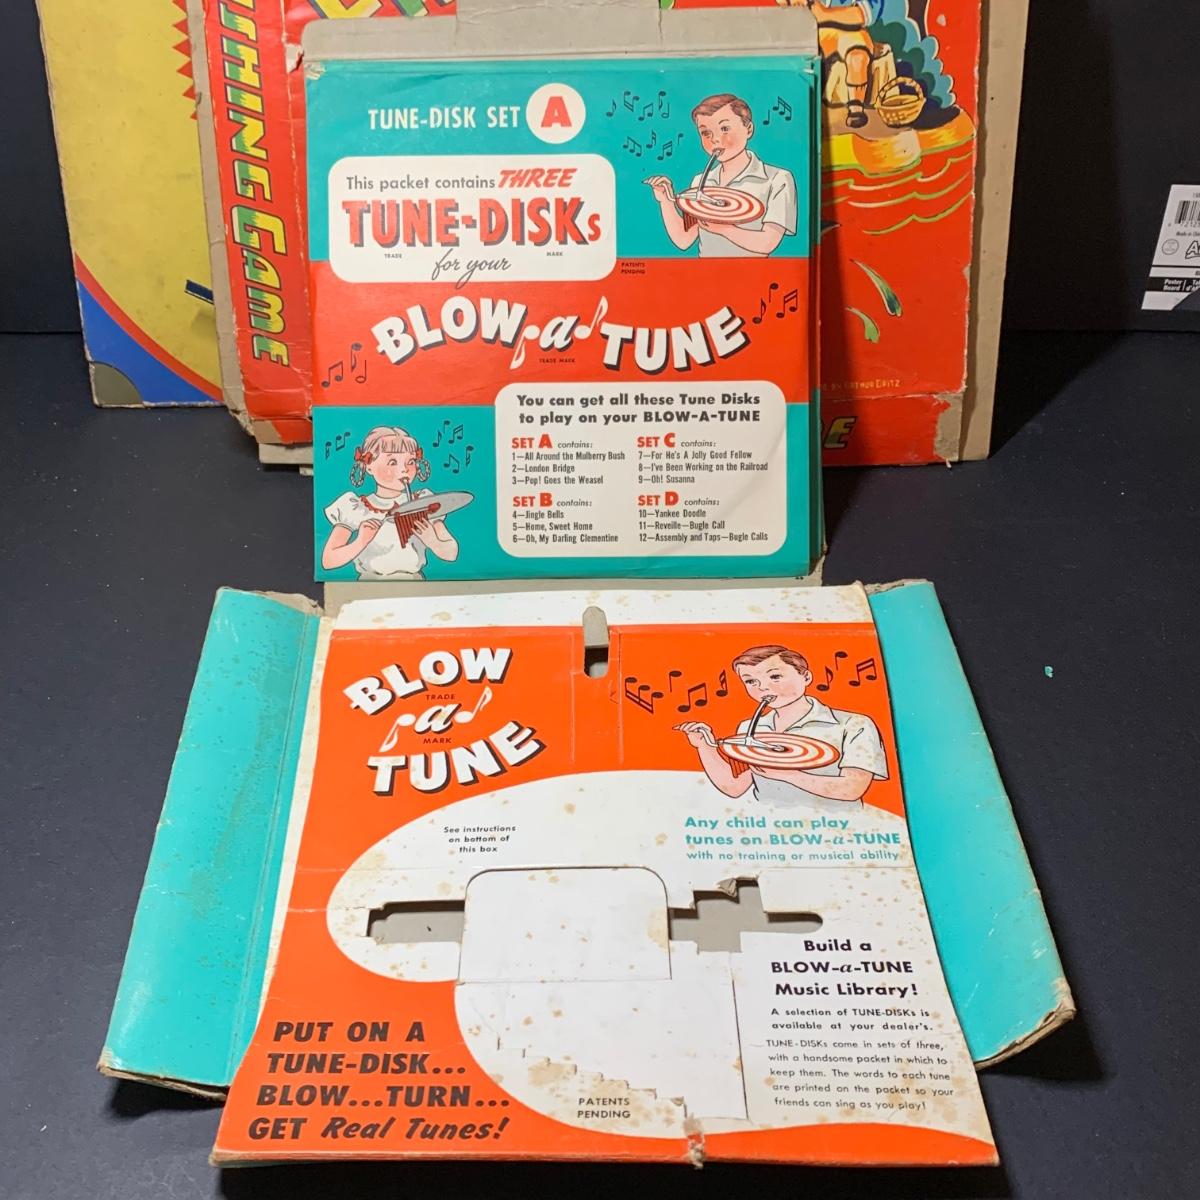 FISHING GAME
TUNE-DISK SET A
This packet contains THREE
TUNE-DISKs
TRADE MARK
for your
PATENTS
PENDING
BLOW-a-TUNE
TRADE MARK
You can get all these Tune Disks
to play on your BLOW-A-TUNE
SET A contains:
1—All Around the Mulberry Bush
2—London Bridge
3—Pop! Goes the Weasel
SET B contains:
4—Jingle Bells
5—Home, Sweet Home
6—Oh, My Darling Clementine
SET C contains:
7—For He's A Jolly Good Fellow
8—I've Been Working on the Railroad
9—Oh! Susanna
SET D contains:
10—Yankee Doodle
11—Reveille—Bugle Call
12—Assembly and Taps—Bugle Calls
BLOW
TRADE
a
MARK
TUNE
See instructions
on bottom of
this box
Any child can play
tunes on BLOW-a-TUNE
with no training or musical ability
Build a
BLOW-a-TUNE
Music Library!
A selection of TUNE-DISKs is
available at your dealer's.
TUNE-DISKs come in sets of three,
with a handsome packet in which to
keep them. The words to each tune
are printed on the packet so your
friends can sing as you play!
PUT ON A
TUNE-DISK...
BLOW...TURN...
GET Real Tunes!
PATENTS
PENDING